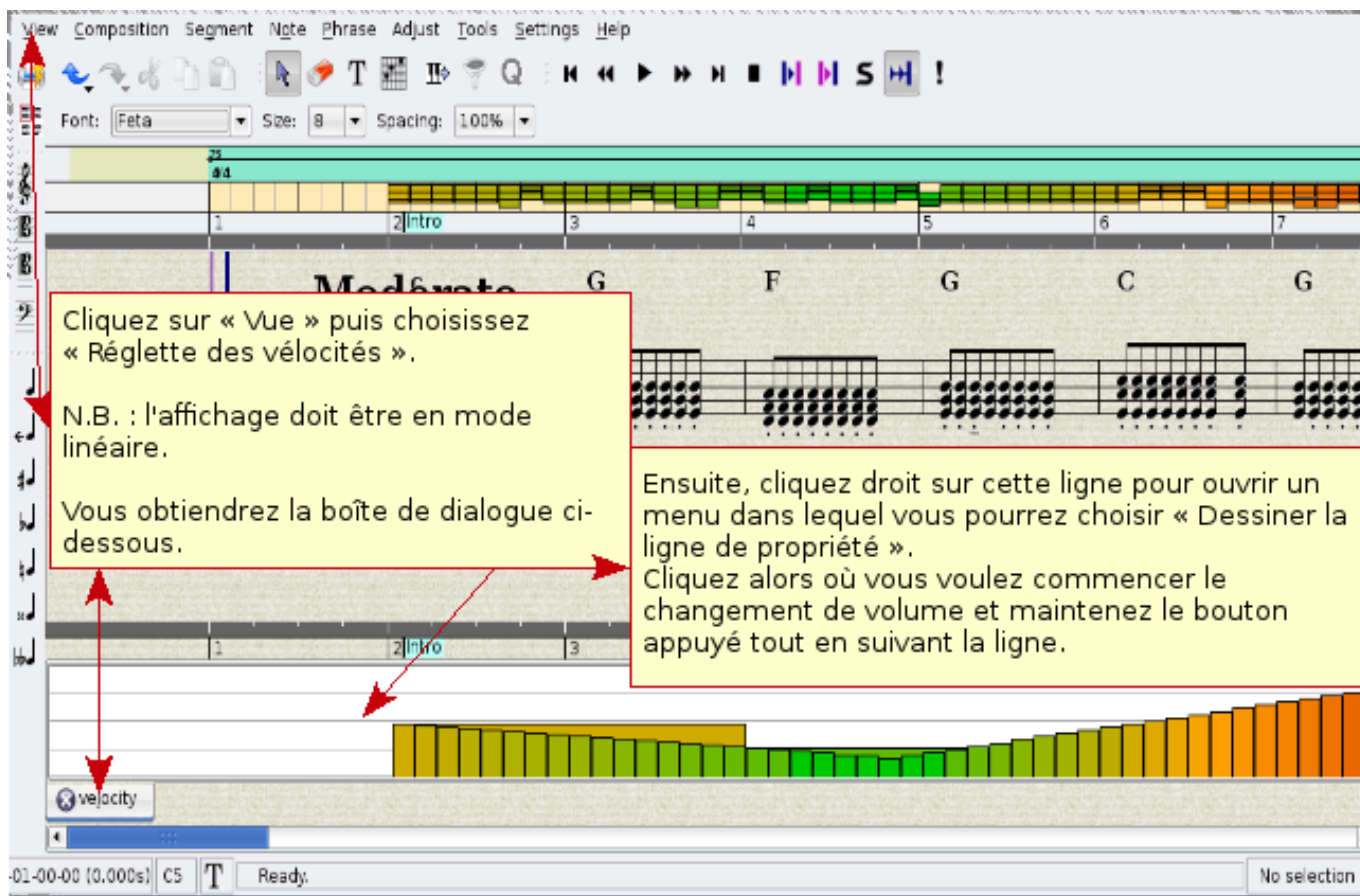 View Composition Segment Note Phrase Adjust Tools Settings Help
T Q S !
Font: Feta Size: 8 Spacing: 100%
4/4
1 2 Intro 3 4 5 6 7
Modérato G F G C G
Cliquez sur « Vue » puis choisissez
« Réglette des vélocités ».
N.B. : l'affichage doit être en mode
linéaire.
Vous obtiendrez la boîte de dialogue ci-
dessous.
Ensuite, cliquez droit sur cette ligne pour ouvrir un
menu dans lequel vous pourrez choisir « Dessiner la
ligne de propriété ».
Cliquez alors où vous voulez commencer le
changement de volume et maintenez le bouton
appuyé tout en suivant la ligne.
1 2 Intro 3
velocity
-01-00-00 (0.000s) C5 T Ready. No selection